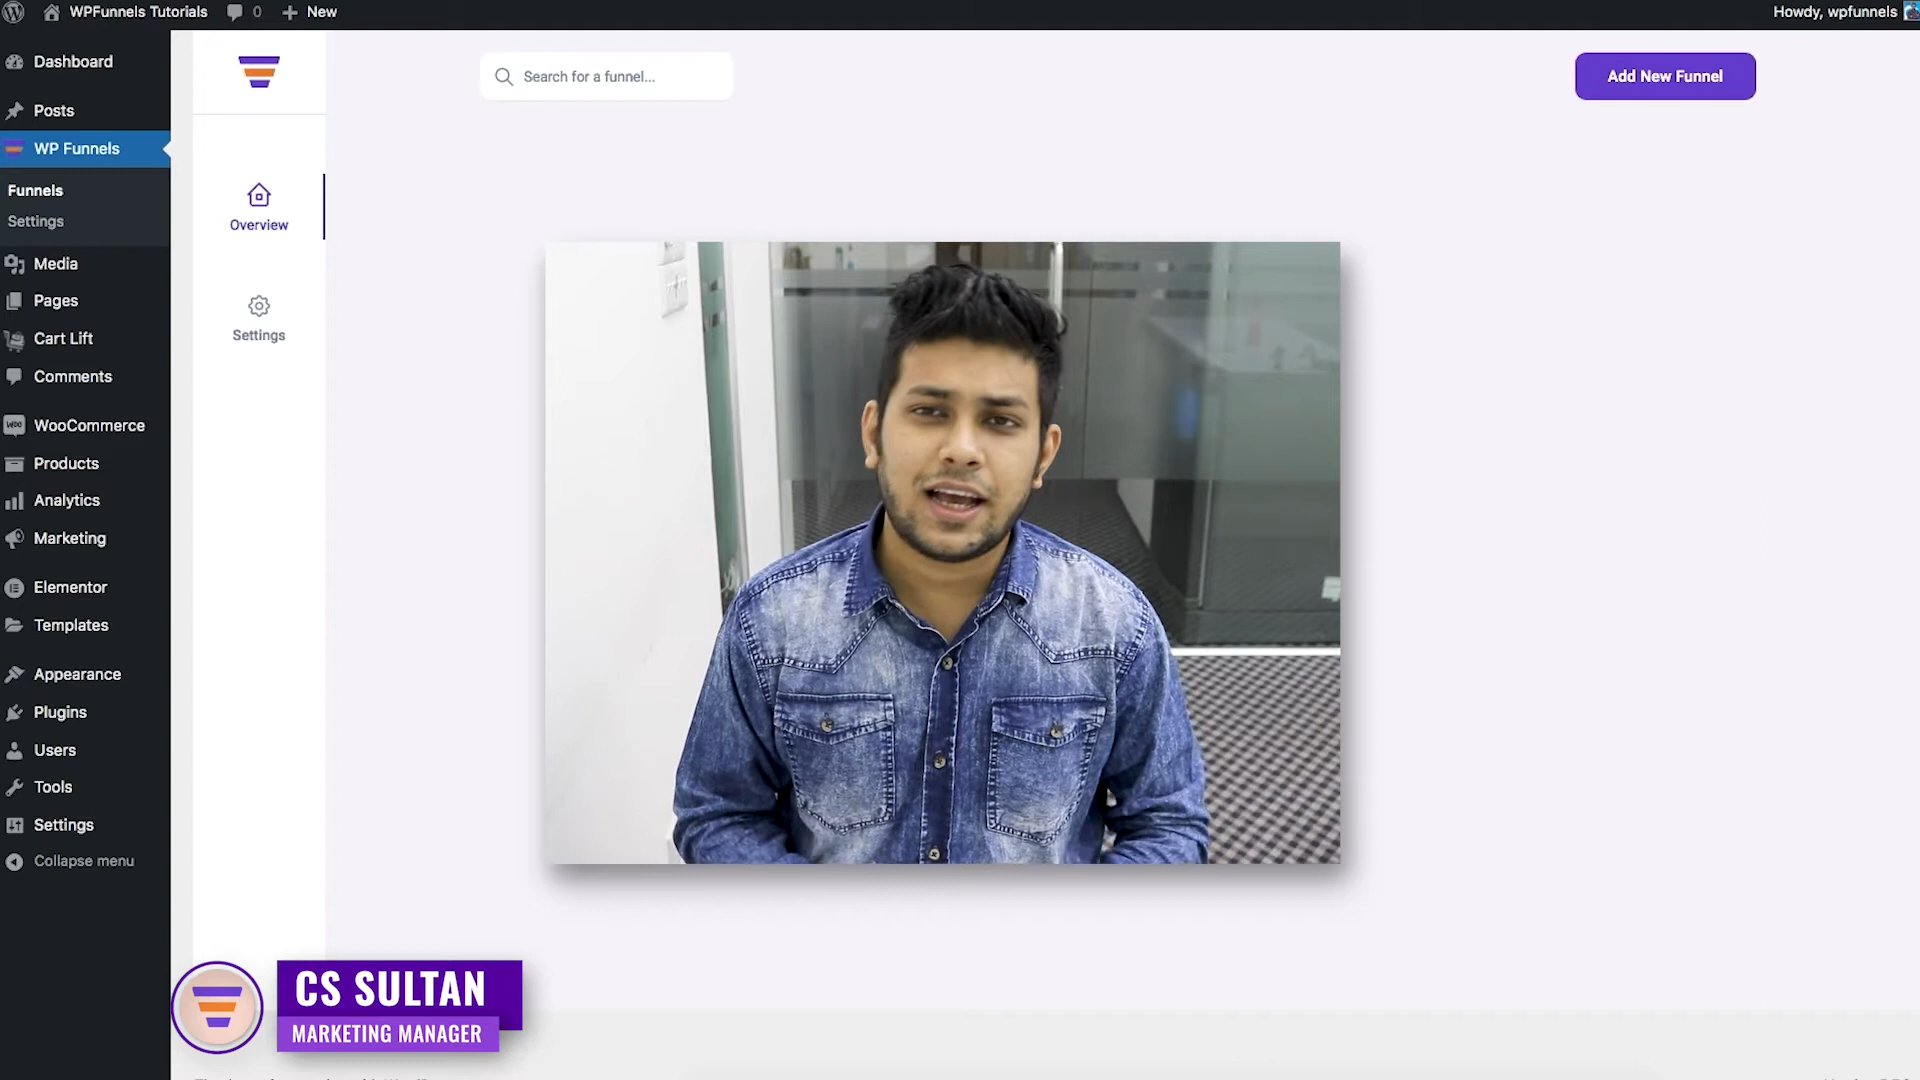 WPFunnels Tutorials
0
New
Howdy, wpfunnels
Dashboard
Posts
WP Funnels
Funnels
Settings
Media
Pages
Cart Lift
Comments
WooCommerce
Products
Analytics
Marketing
Elementor
Templates
Appearance
Plugins
Users
Tools
Settings
Collapse menu
Overview
Settings
Search for a funnel...
Add New Funnel
CS SULTAN
MARKETING MANAGER